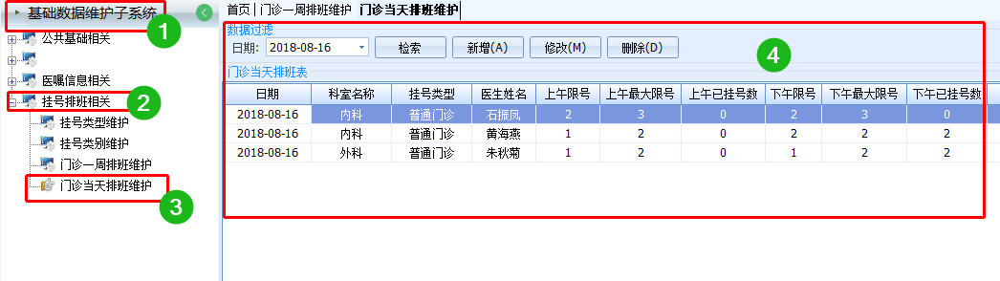 基础数据维护子系统
1
公共基础相关
医嘱信息相关
挂号排班相关
2
挂号类型维护
挂号类别维护
门诊一周排班维护
门诊当天排班维护
3
首页 门诊一周排班维护 门诊当天排班维护
数据过滤
日期: 2018-08-16 检索 新增(A) 修改(M) 删除(D)
4
门诊当天排班表
日期 科室名称 挂号类型 医生姓名 上午限号 上午最大限号 上午已挂号数 下午限号 下午最大限号 下午已挂号数
2018-08-16 内科 普通门诊 石振凤 2 3 0 2 3 0
2018-08-16 内科 普通门诊 黄海燕 1 2 0 2 2 2
2018-08-16 外科 普通门诊 朱秋菊 1 2 0 1 2 2